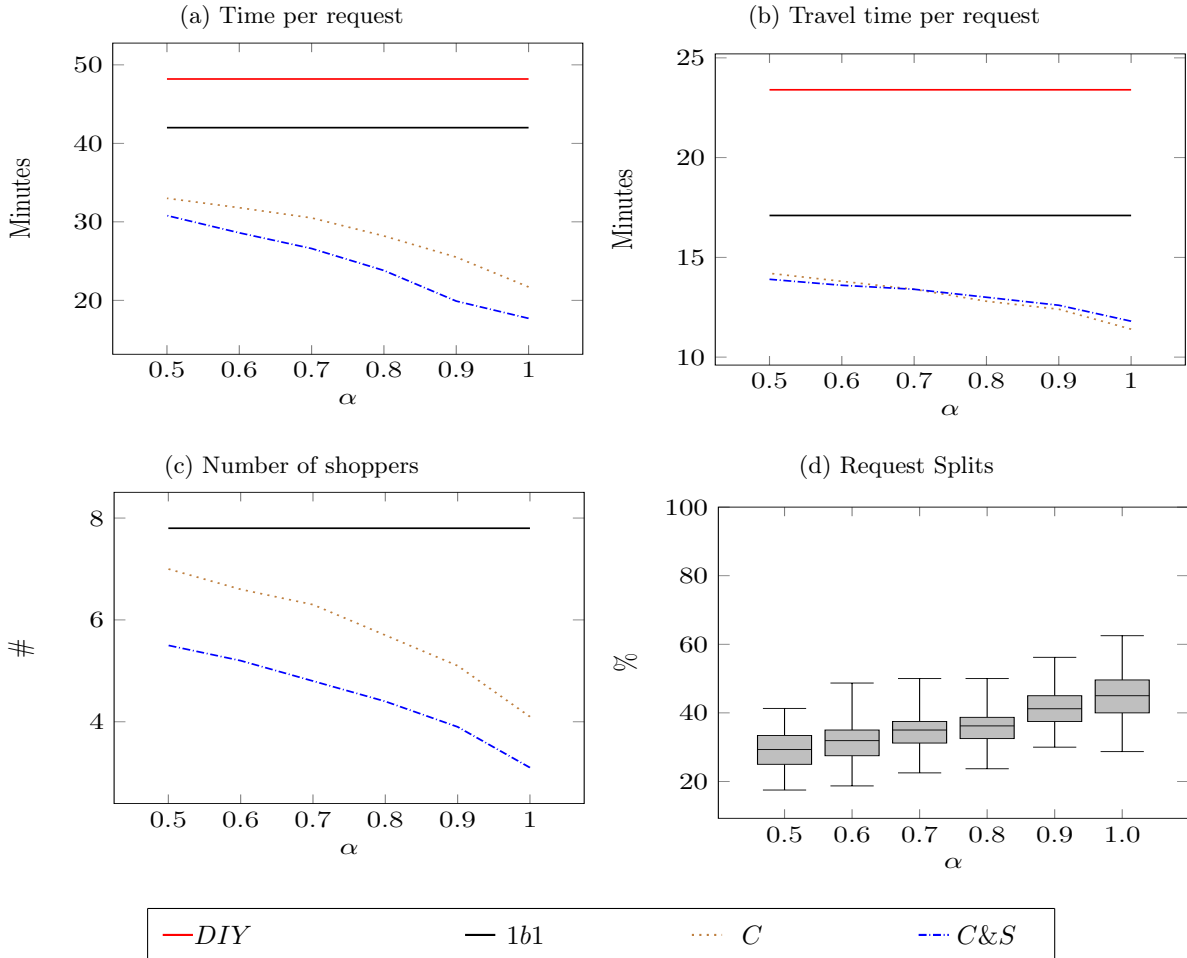 (a) Time per request
50
40
30
20
Minutes
0.5 0.6 0.7 0.8 0.9 1
α
(b) Travel time per request
25
20
15
10
Minutes
0.5 0.6 0.7 0.8 0.9 1
α
(c) Number of shoppers
8
6
4
#
0.5 0.6 0.7 0.8 0.9 1
α
(d) Request Splits
100
80
60
40
20
%
0.5 0.6 0.7 0.8 0.9 1.0
α
DIY 1b1 C C&S